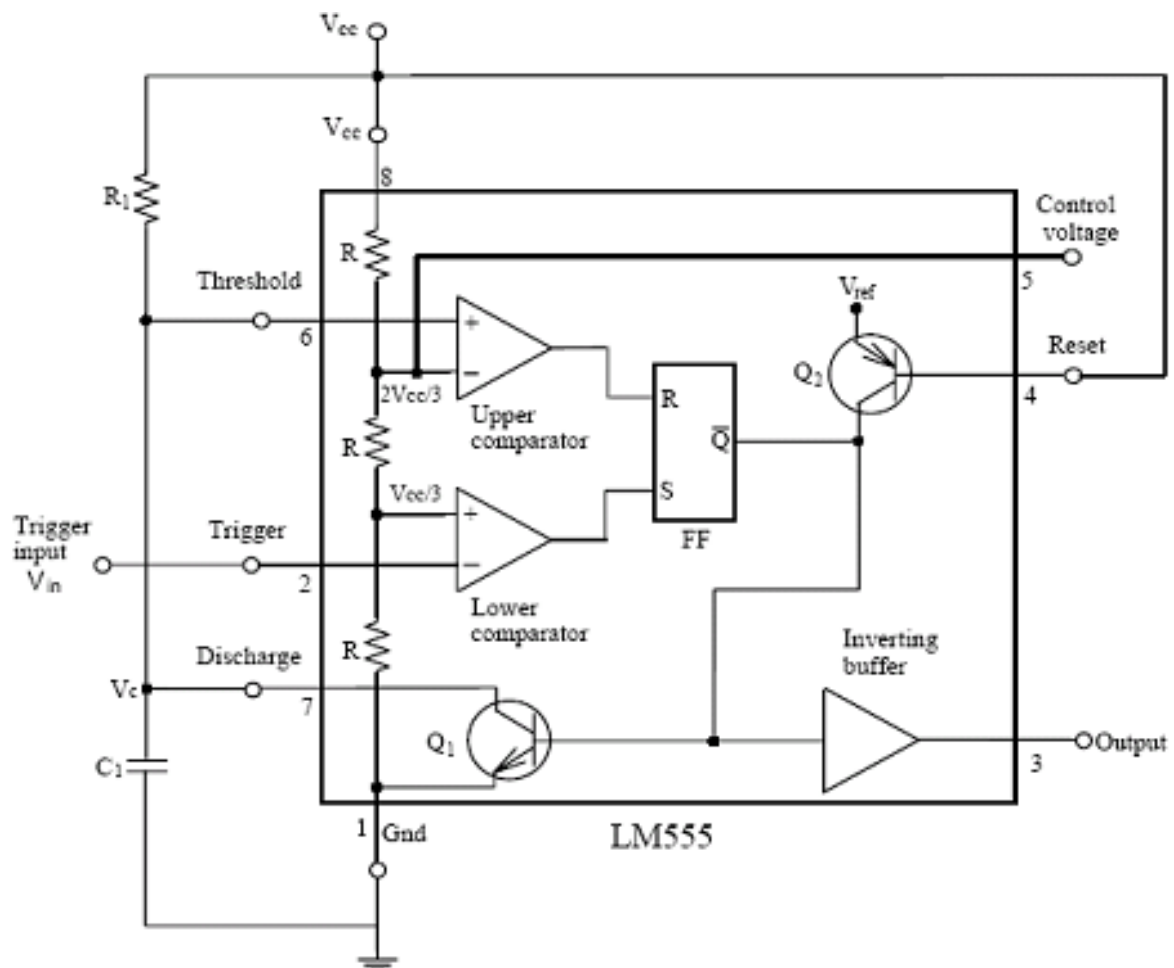 Vcc
Vcc
8
R1
R
Control
voltage
Threshold
5
6
Vref
+
−
2Vcc/3
Q2
Reset
4
Upper
comparator
R
R
Q̅
S
FF
Vcc/3
+
−
Trigger
input
Vin
Trigger
2
Lower
comparator
R
Inverting
buffer
Discharge
7
Vc
Q1
C1
Output
3
1
Gnd
LM555